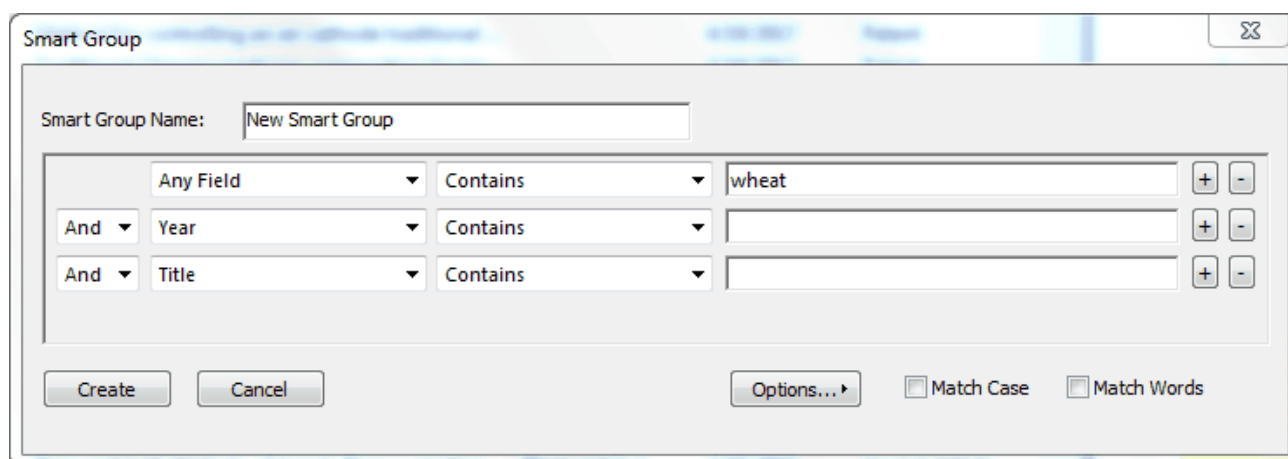 Smart Group
Smart Group Name: New Smart Group
Any Field Contains wheat + -
And Year Contains + -
And Title Contains + -
Create Cancel Options... Match Case Match Words